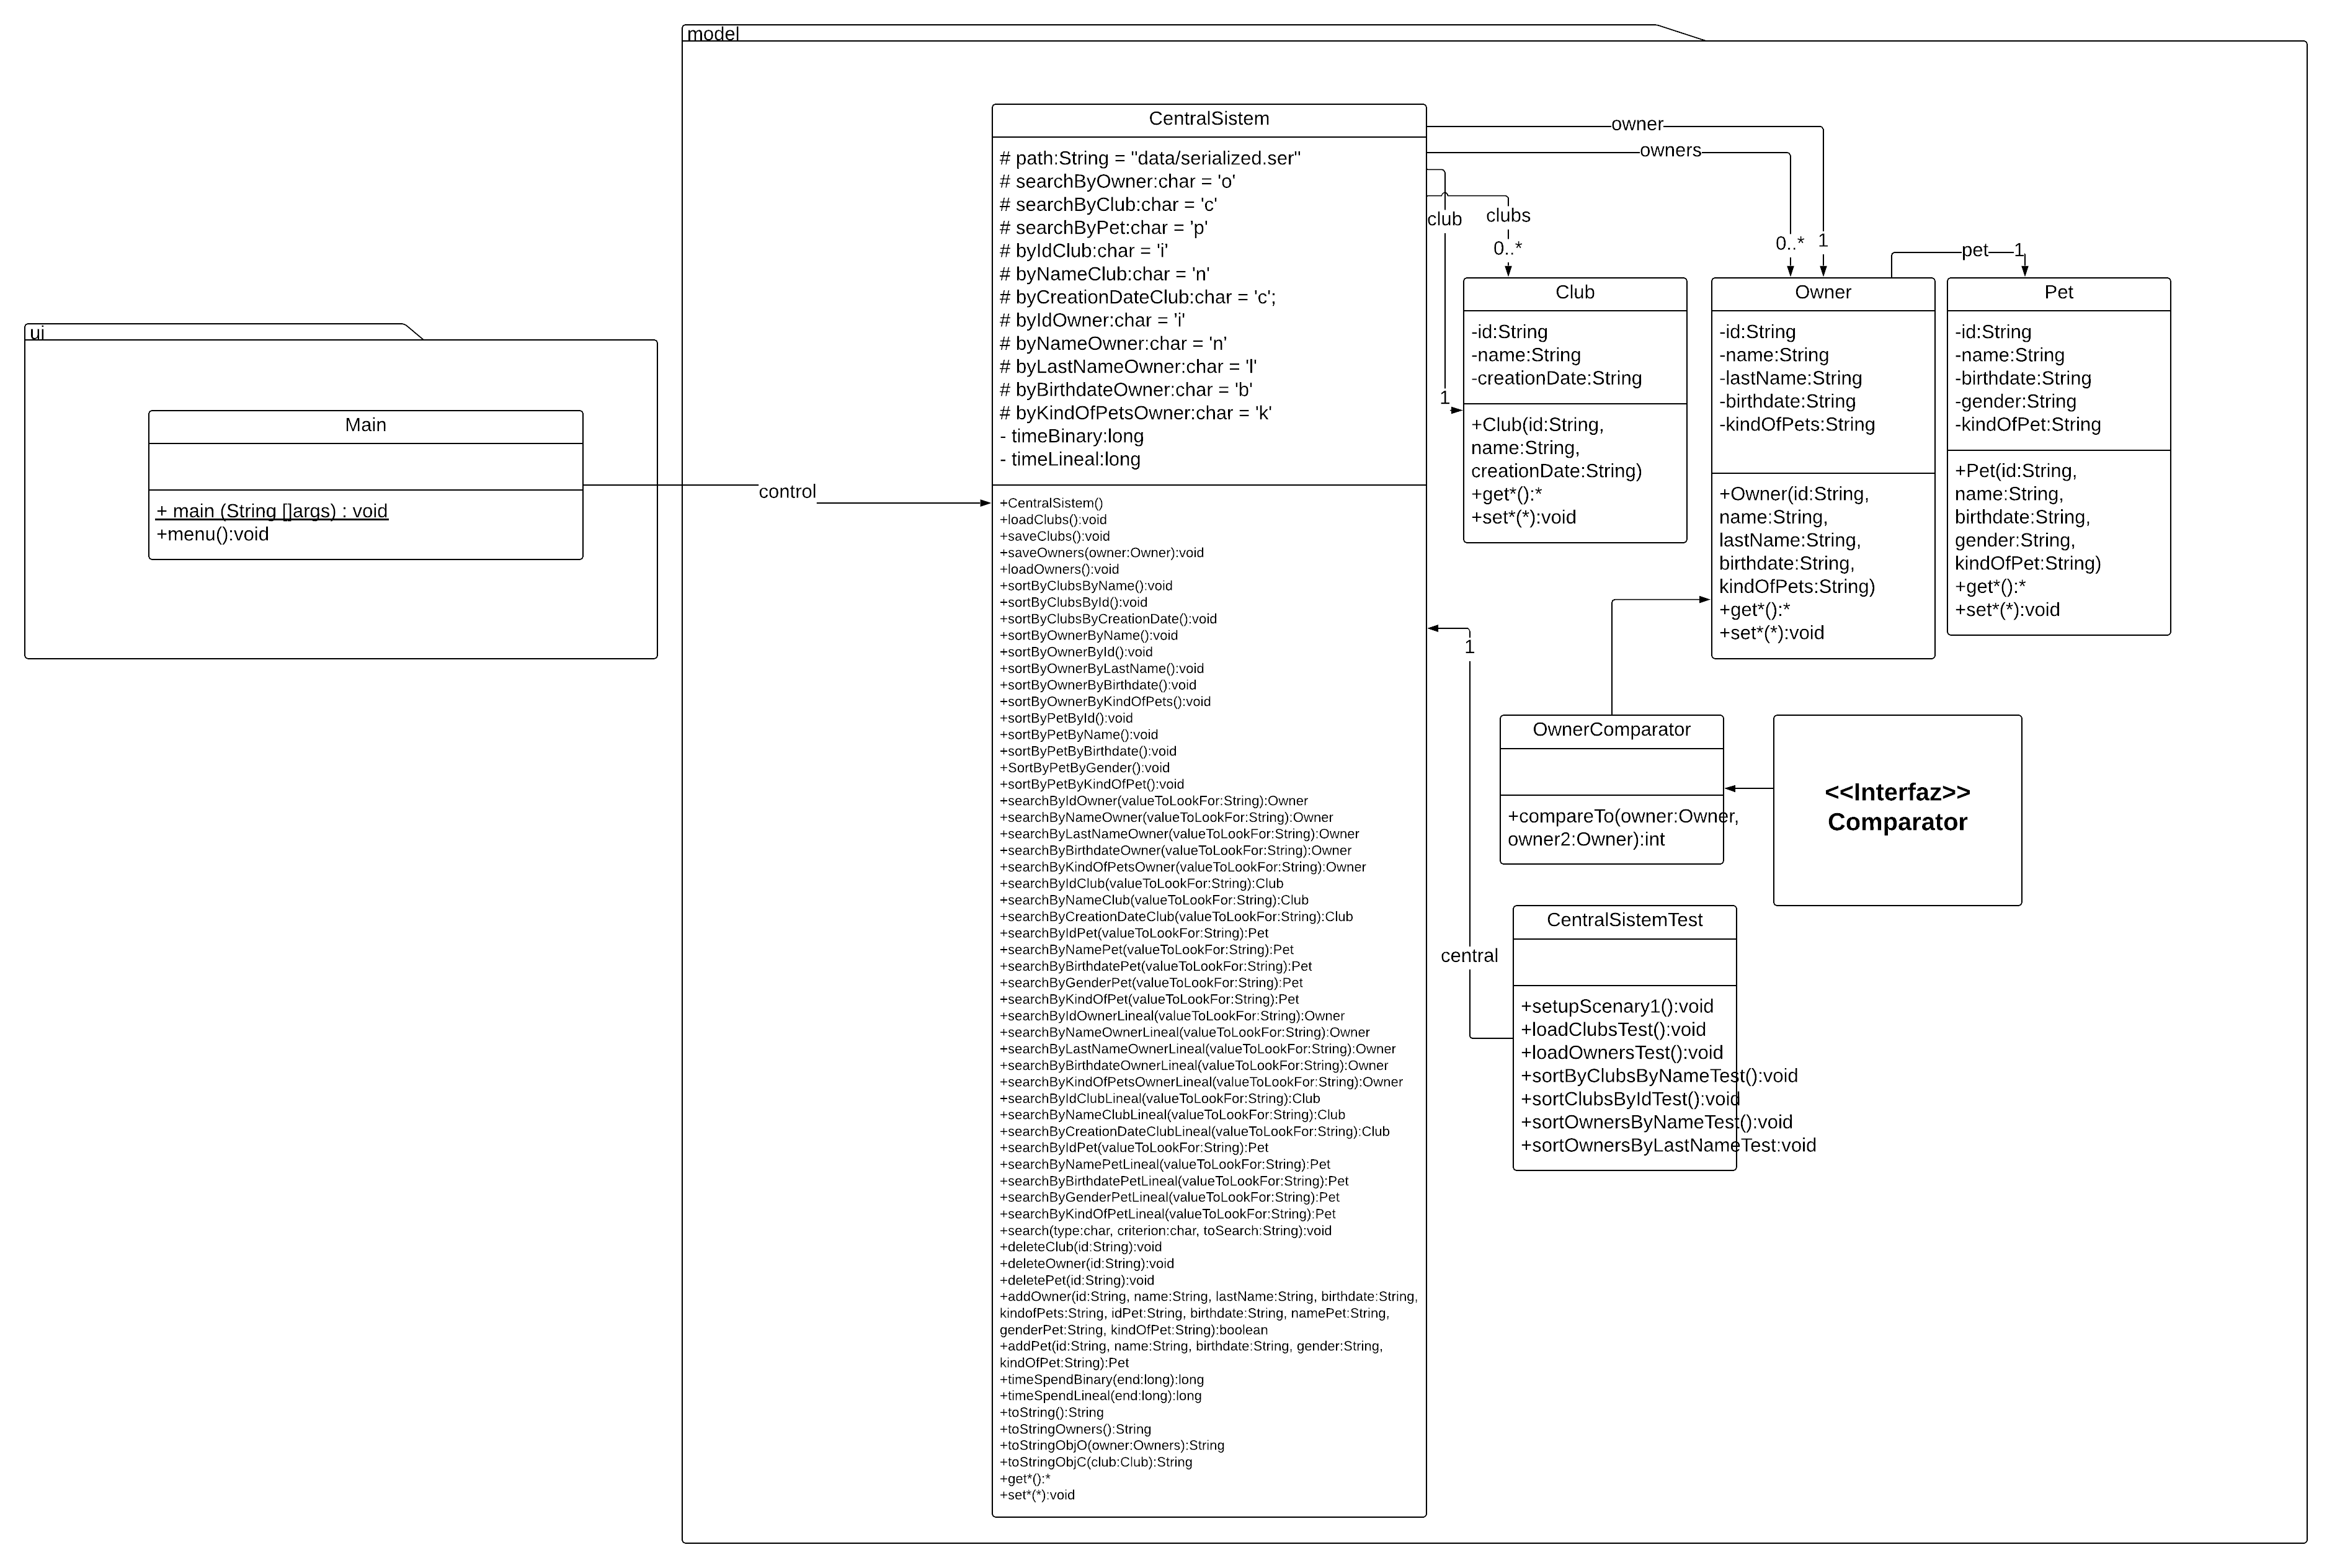 model
ui
Main
+ main (String []args) : void
+menu():void
control
CentralSistem
# path:String = "data/serialized.ser"
# searchByOwner:char = 'o'
# searchByClub:char = 'c'
# searchByPet:char = 'p'
# byIdClub:char = 'i'
# byNameClub:char = 'n'
# byCreationDateClub:char = 'c';
# byIdOwner:char = 'i'
# byNameOwner:char = 'n'
# byLastNameOwner:char = 'l'
# byBirthdateOwner:char = 'b'
# byKindOfPetsOwner:char = 'k'
- timeBinary:long
- timeLineal:long
+CentralSistem()
+loadClubs():void
+saveClubs():void
+saveOwners(owner:Owner):void
+loadOwners():void
+sortByClubsByName():void
+sortByClubsById():void
+sortByClubsByCreationDate():void
+sortByOwnerByName():void
+sortByOwnerById():void
+sortByOwnerByLastName():void
+sortByOwnerByBirthdate():void
+sortByOwnerByKindOfPets():void
+sortByPetById():void
+sortByPetByName():void
+sortByPetByBirthdate():void
+SortByPetByGender():void
+sortByPetByKindOfPet():void
+searchByIdOwner(valueToLookFor:String):Owner
+searchByNameOwner(valueToLookFor:String):Owner
+searchByLastNameOwner(valueToLookFor:String):Owner
+searchByBirthdateOwner(valueToLookFor:String):Owner
+searchByKindOfPetsOwner(valueToLookFor:String):Owner
+searchByIdClub(valueToLookFor:String):Club
+searchByNameClub(valueToLookFor:String):Club
+searchByCreationDateClub(valueToLookFor:String):Club
+searchByIdPet(valueToLookFor:String):Pet
+searchByNamePet(valueToLookFor:String):Pet
+searchByBirthdatePet(valueToLookFor:String):Pet
+searchByGenderPet(valueToLookFor:String):Pet
+searchByKindOfPet(valueToLookFor:String):Pet
+searchByIdOwnerLineal(valueToLookFor:String):Owner
+searchByNameOwnerLineal(valueToLookFor:String):Owner
+searchByLastNameOwnerLineal(valueToLookFor:String):Owner
+searchByBirthdateOwnerLineal(valueToLookFor:String):Owner
+searchByKindOfPetsOwnerLineal(valueToLookFor:String):Owner
+searchByIdClubLineal(valueToLookFor:String):Club
+searchByNameClubLineal(valueToLookFor:String):Club
+searchByCreationDateClubLineal(valueToLookFor:String):Club
+searchByIdPet(valueToLookFor:String):Pet
+searchByNamePetLineal(valueToLookFor:String):Pet
+searchByBirthdatePetLineal(valueToLookFor:String):Pet
+searchByGenderPetLineal(valueToLookFor:String):Pet
+searchByKindOfPetLineal(valueToLookFor:String):Pet
+search(type:char, criterion:char, toSearch:String):void
+deleteClub(id:String):void
+deleteOwner(id:String):void
+deletePet(id:String):void
+addOwner(id:String, name:String, lastName:String, birthdate:String,
kindofPets:String, idPet:String, birthdate:String, namePet:String,
genderPet:String, kindOfPet:String):boolean
+addPet(id:String, name:String, birthdate:String, gender:String,
kindOfPet:String):Pet
+timeSpendBinary(end:long):long
+timeSpendLineal(end:long):long
+toString():String
+toStringOwners():String
+toStringObjO(owner:Owners):String
+toStringObjC(club:Club):String
+get*():*
+set*(*):void
owner
owners
club
clubs
0..*
0..*
1
pet
1
1
Club
-id:String
-name:String
-creationDate:String
+Club(id:String,
name:String,
creationDate:String)
+get*():*
+set*(*):void
Owner
-id:String
-name:String
-lastName:String
-birthdate:String
-kindOfPets:String
+Owner(id:String,
name:String,
lastName:String,
birthdate:String,
kindOfPets:String)
+get*():*
+set*(*):void
Pet
-id:String
-name:String
-birthdate:String
-gender:String
-kindOfPet:String
+Pet(id:String,
name:String,
birthdate:String,
gender:String,
kindOfPet:String)
+get*():*
+set*(*):void
1
central
OwnerComparator
+compareTo(owner:Owner,
owner2:Owner):int
<<Interfaz>>
Comparator
CentralSistemTest
+setupScenary1():void
+loadClubsTest():void
+loadOwnersTest():void
+sortByClubsByNameTest():void
+sortClubsByIdTest():void
+sortOwnersByNameTest():void
+sortOwnersByLastNameTest:void